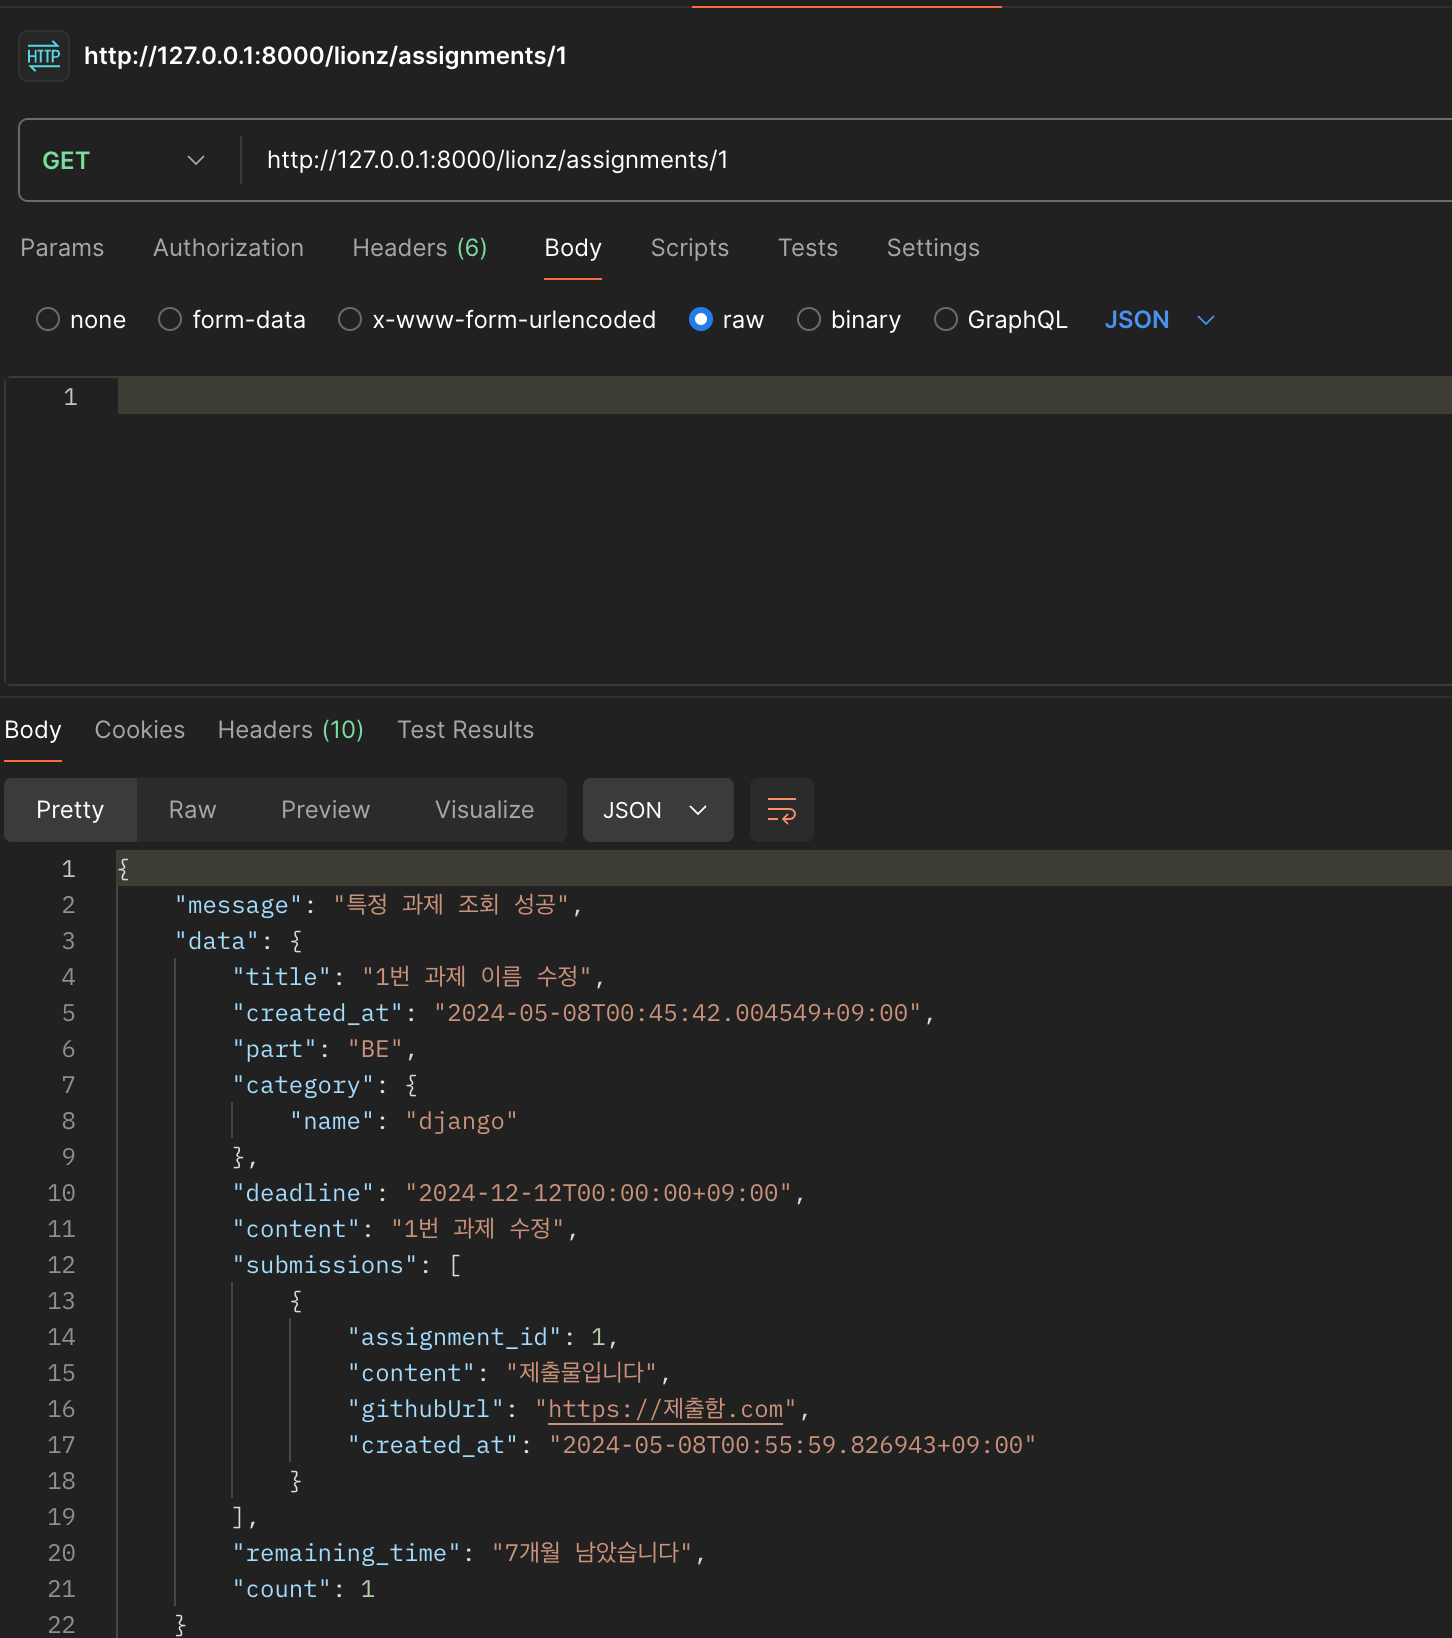 HTTP http://127.0.0.1:8000/lionz/assignments/1
GET http://127.0.0.1:8000/lionz/assignments/1
Params Authorization Headers (6) Body Scripts Tests Settings
none form-data x-www-form-urlencoded raw binary GraphQL JSON
1
Body Cookies Headers (10) Test Results
Pretty Raw Preview Visualize JSON
1 {
2 "message": "특정 과제 조회 성공",
3 "data": {
4 "title": "1번 과제 이름 수정",
5 "created_at": "2024-05-08T00:45:42.004549+09:00",
6 "part": "BE",
7 "category": {
8 "name": "django"
9 },
10 "deadline": "2024-12-12T00:00:00+09:00",
11 "content": "1번 과제 수정",
12 "submissions": [
13 {
14 "assignment_id": 1,
15 "content": "제출물입니다",
16 "githubUrl": "https://제출함.com",
17 "created_at": "2024-05-08T00:55:59.826943+09:00"
18 }
19 ],
20 "remaining_time": "7개월 남았습니다",
21 "count": 1
22 }